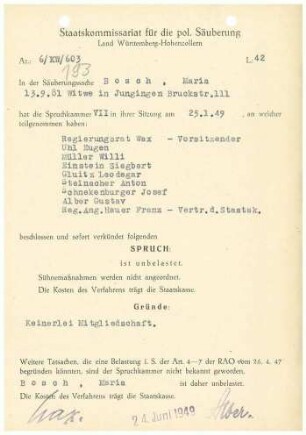 Staatskommissariat für die pol. Säuberung
Land Württemberg-Hohenzollern
Az.: 6/XII/603 L 42
193
In der Säuberungssache Bosch, Maria
13.9.81 Witwe in Jungingen Bruckstr.111
hat die Spruchkammer VII in ihrer Sitzung am 25.1.49, an welcher
teilgenommen haben:
Regierungsrat Wax - Vorsitzender
Uhl Eugen
Müller Willi
Einstein Siegbert
Gluitz Leodegar
Steinacher Anton
Schneckenburger Josef
Alber Gustav
Reg.Ang.Hauer Franz - Vertr.d.Staatsk.
beschlossen und sofort verkündet folgenden
SPRUCH:
ist unbelastet.
Sühnemaßnahmen werden nicht angeordnet.
Die Kosten des Verfahrens trägt die Staatskasse.
Gründe:
Keinerlei Mitgliedschaft.
Weitere Tatsachen, die eine Belastung i. S. der Art. 4—7 der RAO vom 26. 4. 47
begründen könnten, sind der Spruchkammer nicht bekannt geworden.
Bosch, Maria ist daher unbelastet.
Die Kosten des Verfahrens trägt die Staatskasse.
Wax. 24. Juni 1949 Alber.